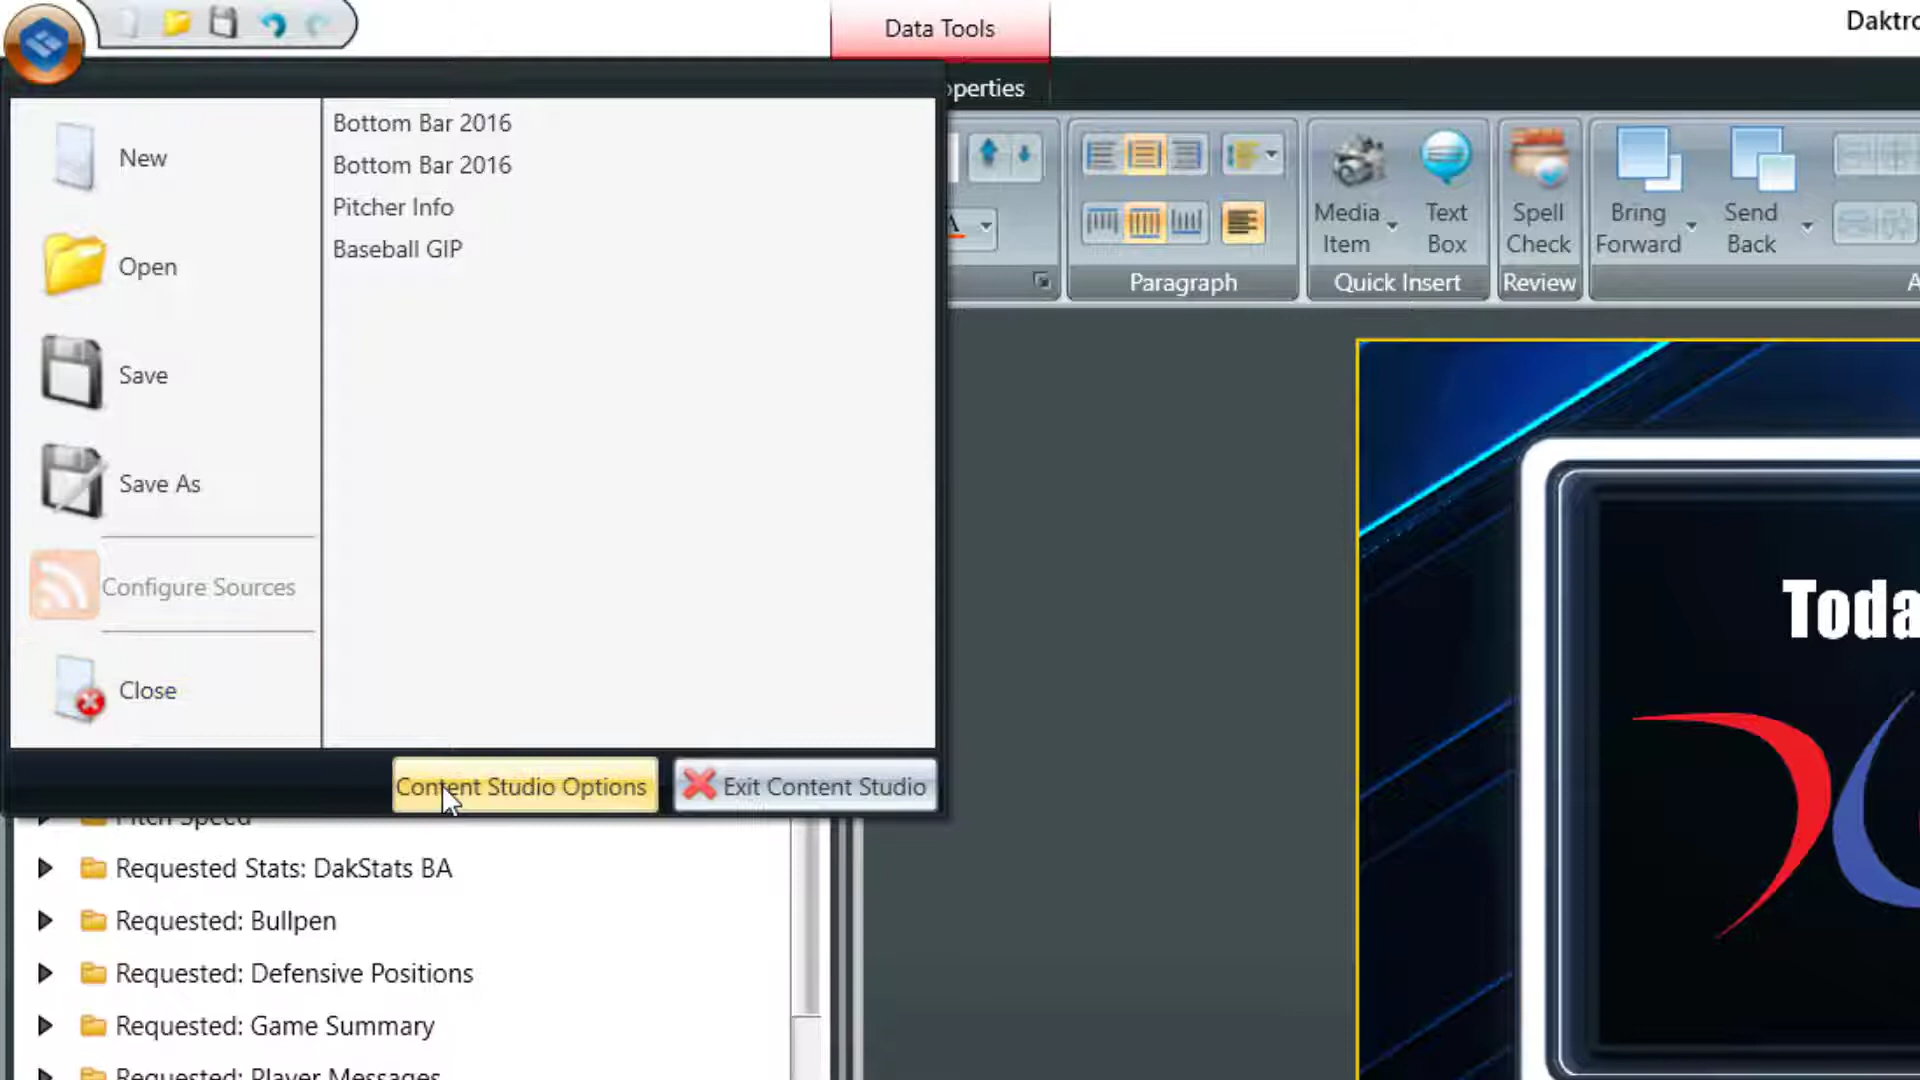 Data Tools
Daktro
operties
New
Open
Save
Save As
Configure Sources
Close
Bottom Bar 2016
Bottom Bar 2016
Pitcher Info
Baseball GIP
Content Studio Options
Exit Content Studio
A
Paragraph
Media Item
Text Box
Quick Insert
Spell Check
Review
Bring Forward
Send Back
A
Toda
Pitch Speed
Requested Stats: DakStats BA
Requested: Bullpen
Requested: Defensive Positions
Requested: Game Summary
Requested: Player Messages